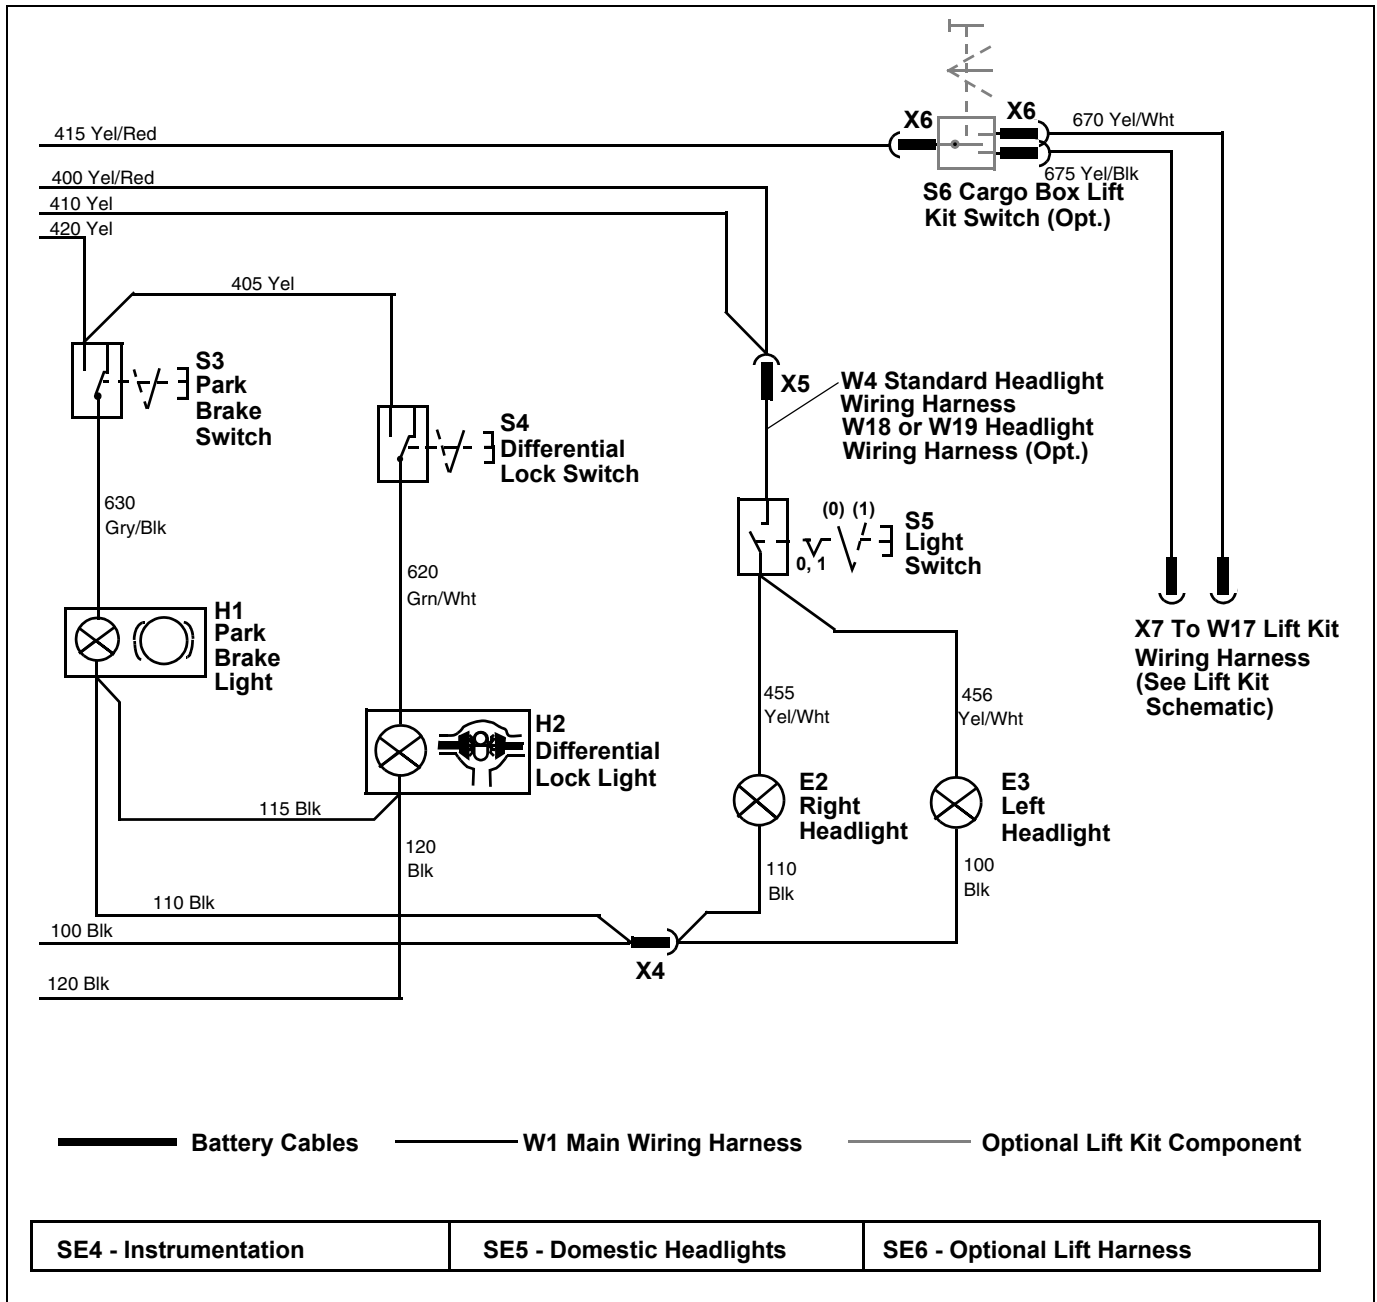 415 Yel/Red
X6
X6
670 Yel/Wht
675 Yel/Blk
S6 Cargo Box Lift
Kit Switch (Opt.)
400 Yel/Red
410 Yel
420 Yel
405 Yel
S3
Park
Brake
Switch
S4
Differential
Lock Switch
X5
W4 Standard Headlight
Wiring Harness
W18 or W19 Headlight
Wiring Harness (Opt.)
630
Gry/Blk
(0) (1)
0, 1
S5
Light
Switch
620
Grn/Wht
H1
Park
Brake
Light
X7 To W17 Lift Kit
Wiring Harness
(See Lift Kit
Schematic)
455
Yel/Wht
456
Yel/Wht
H2
Differential
Lock Light
E2
Right
Headlight
E3
Left
Headlight
115 Blk
120
Blk
110
Blk
100
Blk
110 Blk
100 Blk
X4
120 Blk
Battery Cables
W1 Main Wiring Harness
Optional Lift Kit Component
SE4 - Instrumentation
SE5 - Domestic Headlights
SE6 - Optional Lift Harness